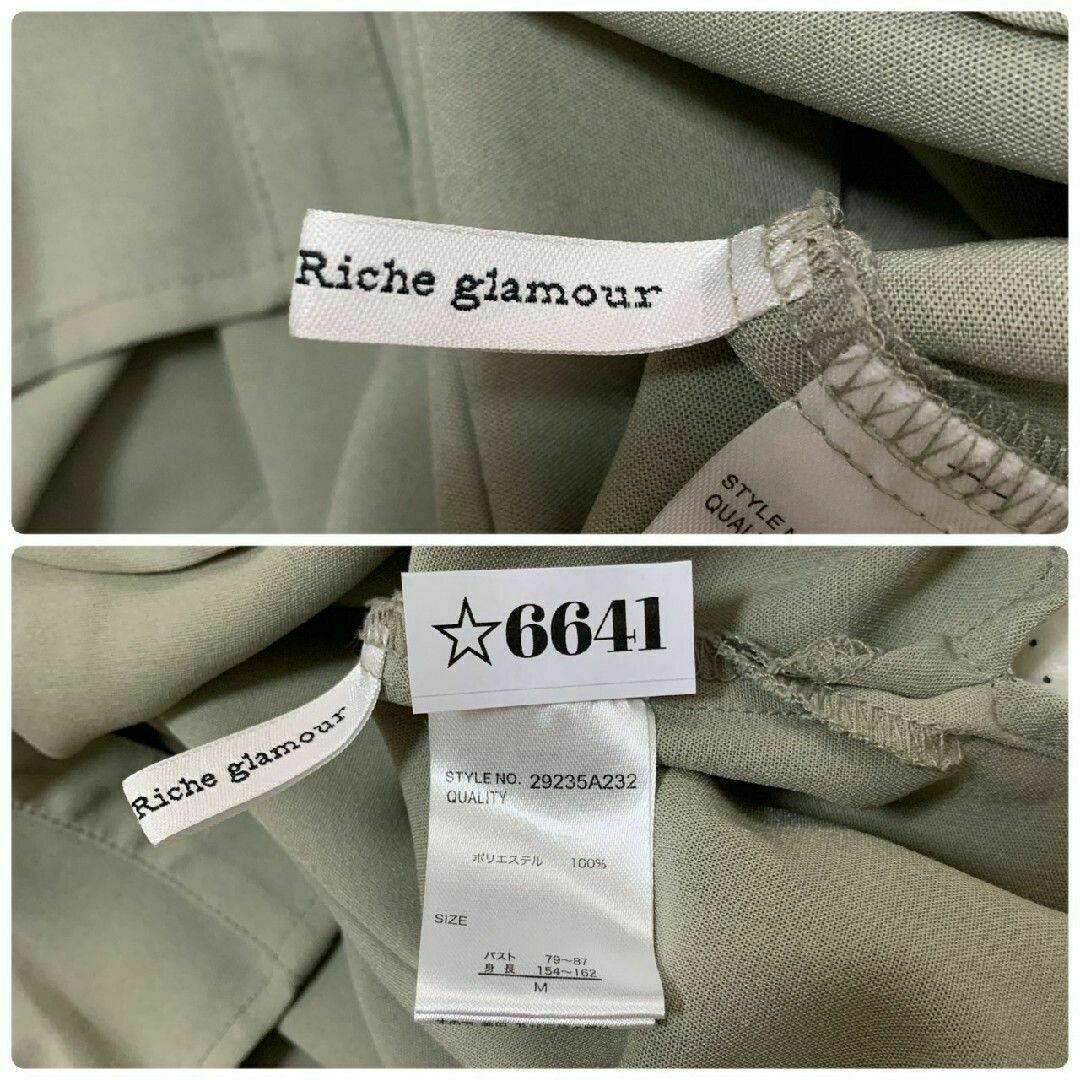 Riche glamour
STYLE N
QUAL
☆6641
Riche glamour
STYLE NO. 29235A232
QUALITY
ポリエステル 100%
SIZE
バスト 79~87
身長 154~162
M